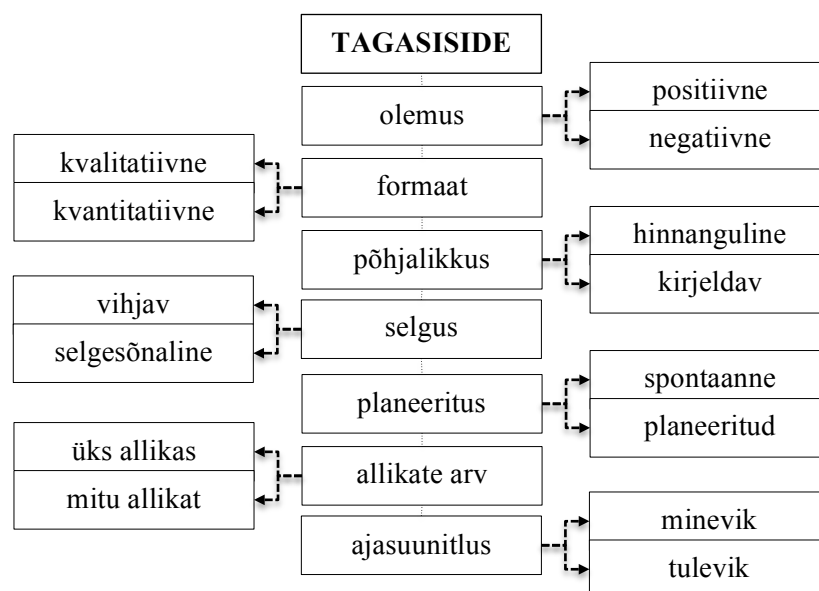 TAGASISIDE
olemus
positiivne
negatiivne
formaat
kvalitatiivne
kvantitatiivne
põhjalikkus
hinnanguline
kirjeldav
selgus
vihjav
selgesõnaline
planeeritus
spontaanne
planeeritud
allikate arv
üks allikas
mitu allikat
ajasuunitlus
minevik
tulevik